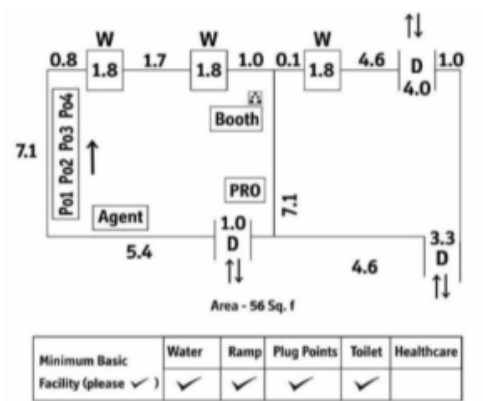 W W W
0.8 1.8 1.7 1.8 1.0 0.1 1.8 4.6 D 1.0
4.0
Booth
7.1 Po1 Po2 Po3 Po4
PRO
7.1
Agent
1.0
D
3.3
D
5.4 4.6
Area - 56 Sq. f
Minimum Basic
Facility (please ✓ )
Water Ramp Plug Points Toilet Healthcare
✓ ✓ ✓ ✓